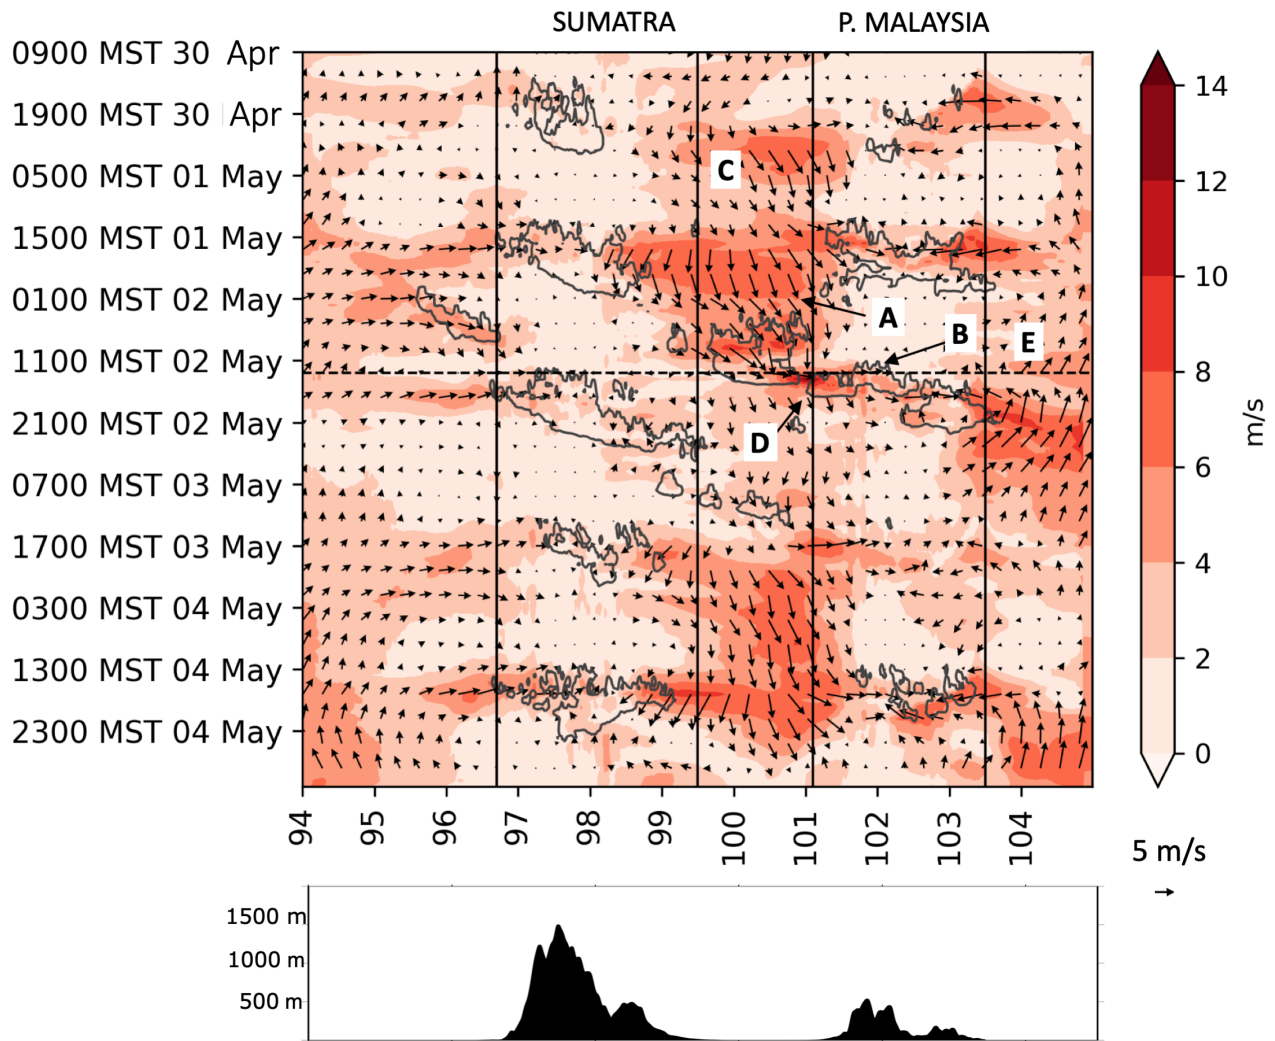 SUMATRA P. MALAYSIA
0900 MST 30 Apr
1900 MST 30 Apr
0500 MST 01 May
1500 MST 01 May
0100 MST 02 May
1100 MST 02 May
2100 MST 02 May
0700 MST 03 May
1700 MST 03 May
0300 MST 04 May
1300 MST 04 May
2300 MST 04 May
C
A
B
E
D
14
12
10
8
6
4
2
0
m/s
94 95 96 97 98 99 100 101 102 103 104
5 m/s
1500 m
1000 m
500 m